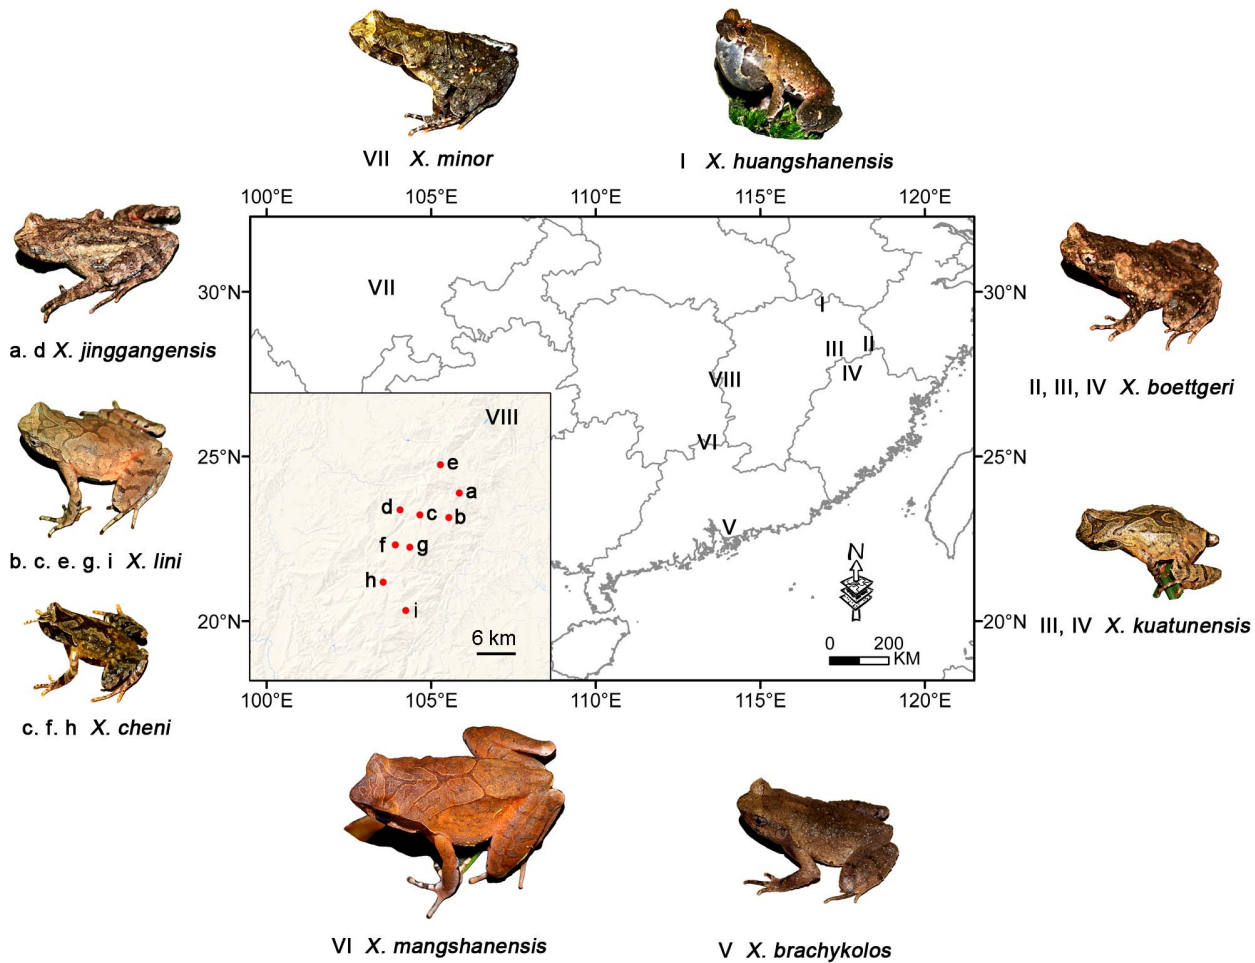 VII X. minor
I X. huangshanensis
100°E 105°E 110°E 115°E 120°E
a. d X. jinggangensis
b. c. e. g. i X. lini
c. f. h X. cheni
30°N
25°N
20°N
VII
I
II
III
IV
VIII
VI
V
VIII
e
a
d
c
b
f
g
h
i
6 km
N
0 200
KM
30°N
25°N
20°N
II, III, IV X. boettgeri
III, IV X. kuatunensis
100°E 105°E 110°E 115°E 120°E
VI X. mangshanensis
V X. brachykolos